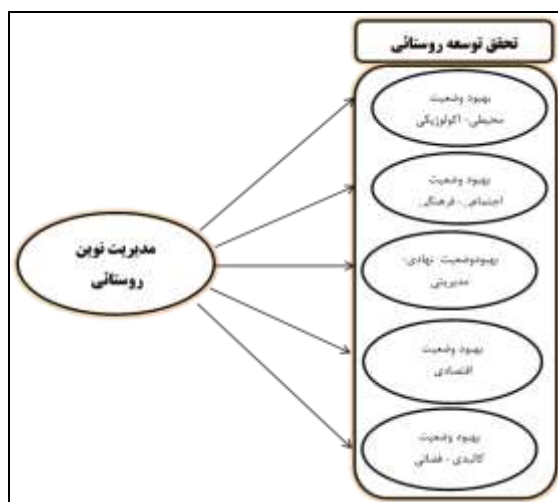 تحقق توسعه روستائی
بهبود وضعیت
محیطی- اکولوژیکی
بهبود وضعیت
اجتماعی- فرهنگی
بهبودوضعیت نهادی-
مدیریتی
بهبود وضعیت
اقتصادی
بهبود وضعیت
کالبدی - فضائی
مدیریت نوین
روستائی